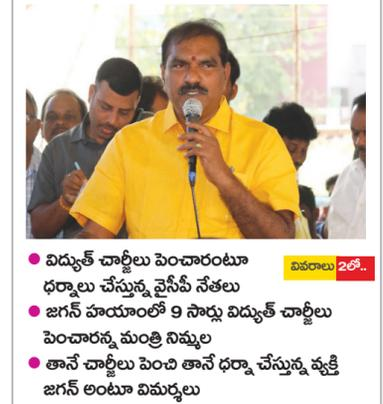 వివరాలు 2లో..
విద్యుత్ చార్జీలు పెంచారంటూ
ధర్నాలు చేస్తున్న వైసీపీ నేతలు
జగన్ హయాంలో 9 సార్లు విద్యుత్ చార్జీలు
పెంచారన్న మంత్రి నిమ్మల
తానే చార్జీలు పెంచి తానే ధర్నా చేస్తున్న వ్యక్తి
జగన్ అంటూ విమర్శలు